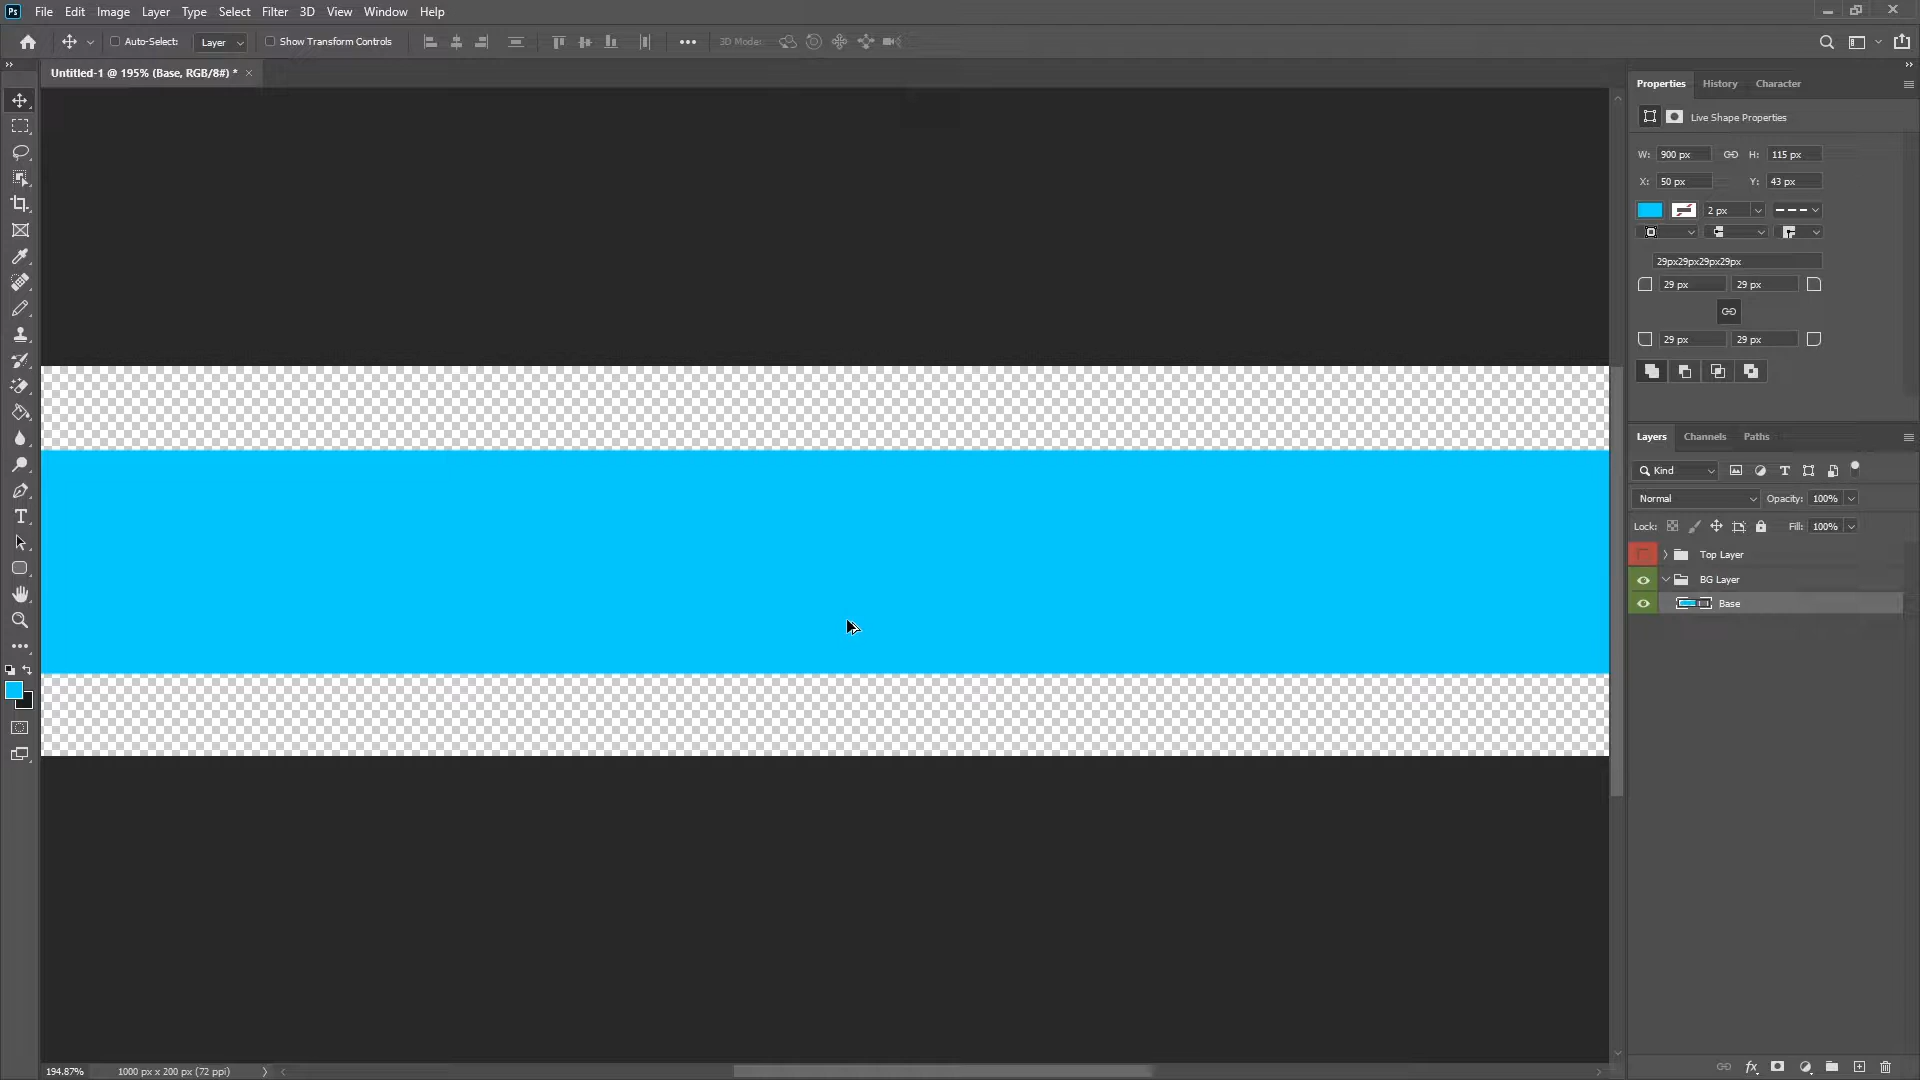 Ps File Edit Image Layer Type Select Filter 3D View Window Help
Auto-Select: Layer Show Transform Controls 3D Mode:
Untitled-1 @ 195% (Base, RGB/8#) *
Properties History Character
Live Shape Properties
W: 900 px H: 115 px
X: 50 px Y: 43 px
2 px
29px29px29px29px
29 px 29 px
29 px 29 px
Layers Channels Paths
Kind
Normal Opacity: 100%
Lock: Fill: 100%
Top Layer
BG Layer
Base
194.87% 1000 px x 200 px (72 ppi)